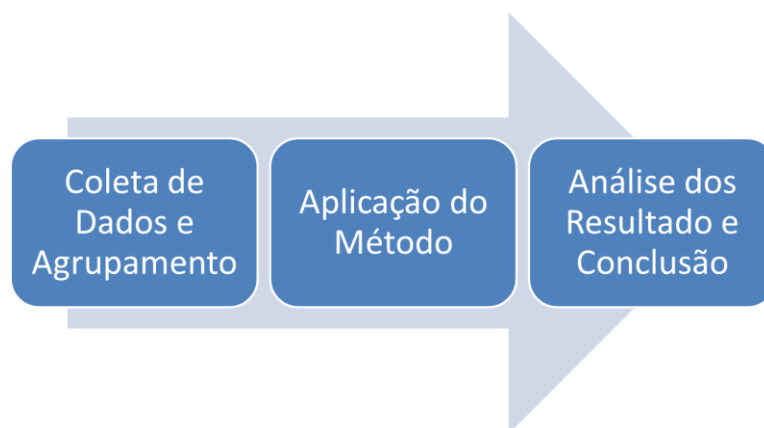 Coleta de
Dados e
Agrupamento
Aplicação do
Método
Análise dos
Resultado e
Conclusão